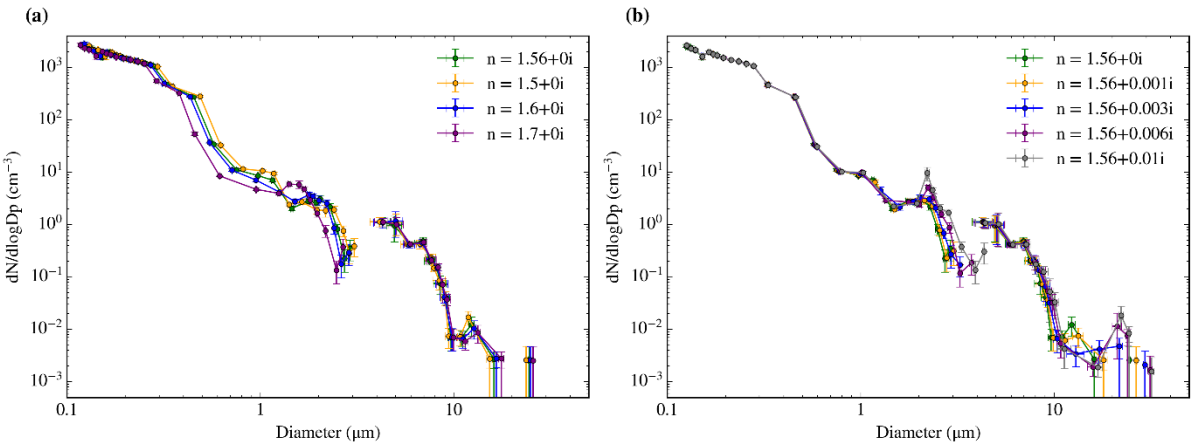 (a)
dN/dlogDp (cm⁻³)
10³
10²
10¹
10⁰
10⁻¹
10⁻²
10⁻³
0.1
1
10
Diameter (μm)
n = 1.56+0i
n = 1.5+0i
n = 1.6+0i
n = 1.7+0i
(b)
dN/dlogDp (cm⁻³)
10³
10²
10¹
10⁰
10⁻¹
10⁻²
10⁻³
0.1
1
10
Diameter (μm)
n = 1.56+0i
n = 1.56+0.001i
n = 1.56+0.003i
n = 1.56+0.006i
n = 1.56+0.01i